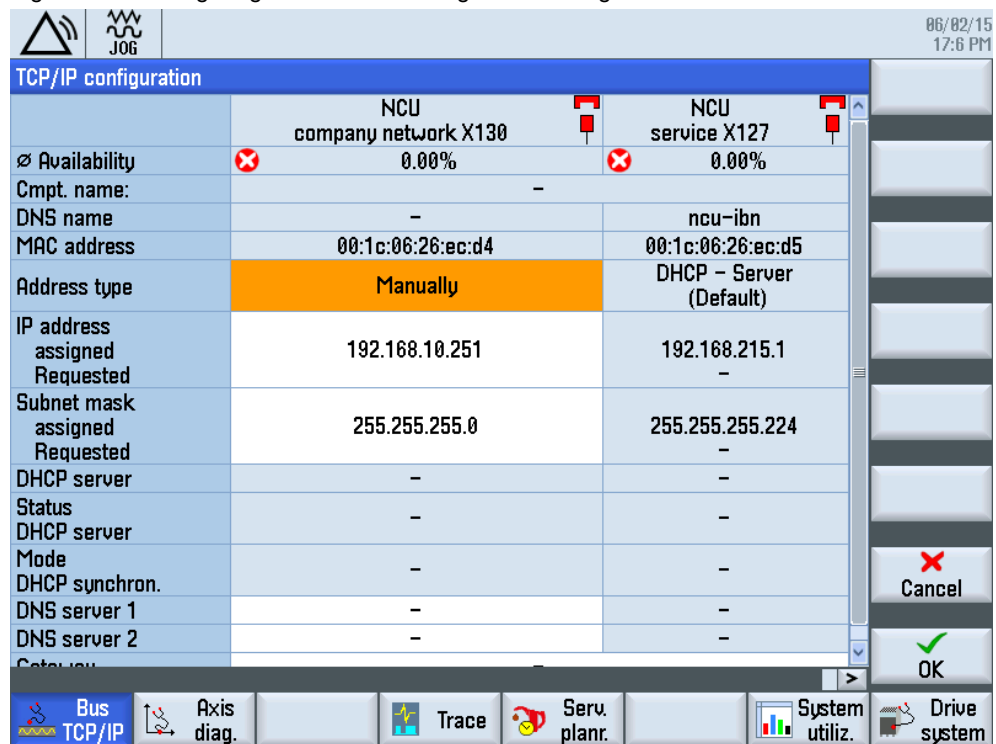 JOG
06/02/15
17:6 PM
TCP/IP configuration
NCU
company network X130
NCU
service X127
ø Availability 0.00% 0.00%
Cmpt. name: –
DNS name – ncu-ibn
MAC address 00:1c:06:26:ec:d4 00:1c:06:26:ec:d5
Address type Manually DHCP - Server
(Default)
IP address
assigned 192.168.10.251 192.168.215.1
Requested –
Subnet mask
assigned 255.255.255.0 255.255.255.224
Requested –
DHCP server – –
Status
DHCP server – –
Mode
DHCP synchron. – –
DNS server 1 – –
DNS server 2 – –
Gateway –
Cancel
OK
>
Bus
TCP/IP
Axis
diag.
Trace
Serv.
planr.
System
utiliz.
Drive
system